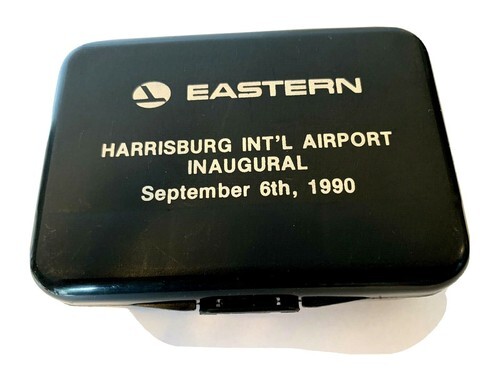 EASTERN
HARRISBURG INT'L AIRPORT
INAUGURAL
September 6th, 1990